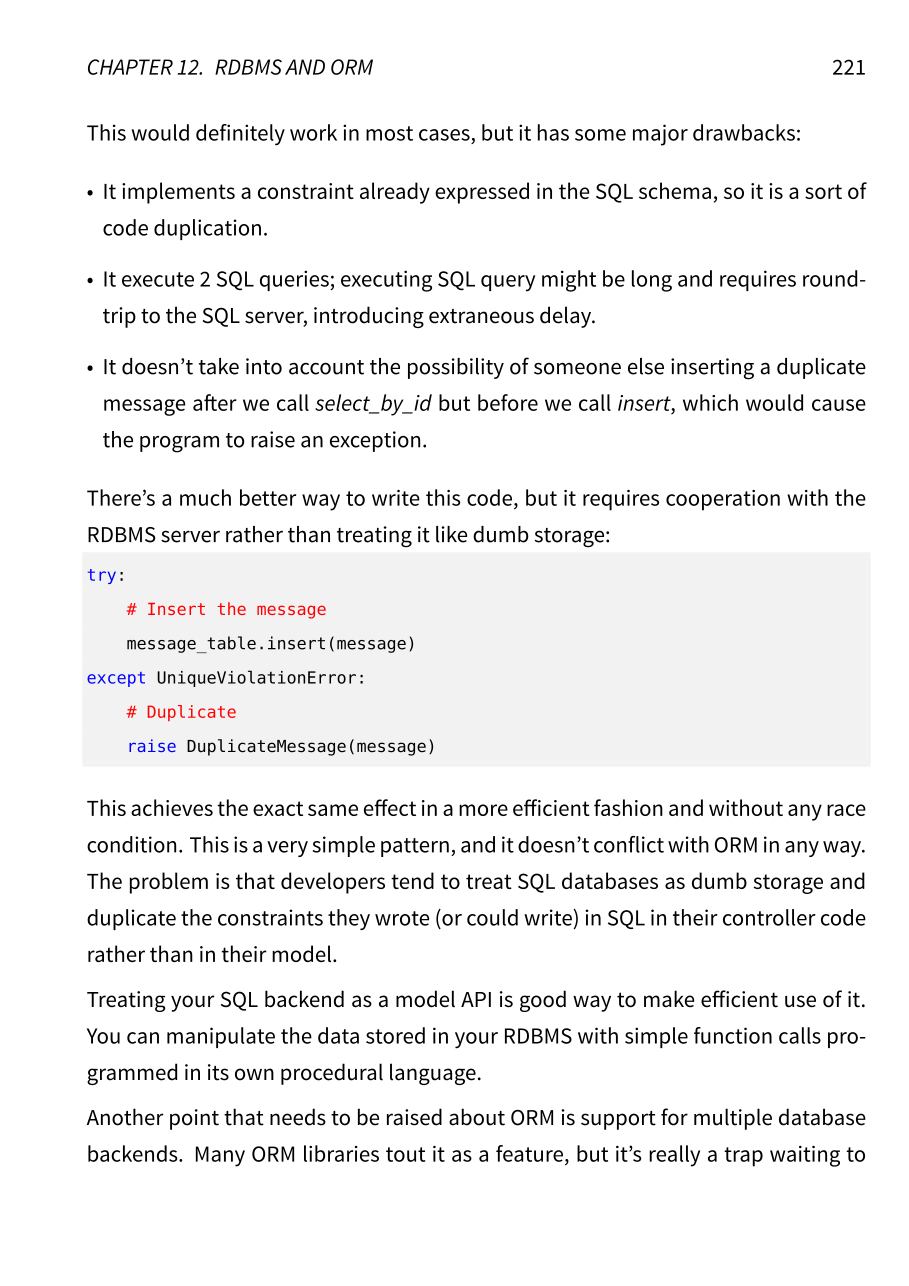 CHAPTER 12. RDBMS AND ORM 221
This would definitely work in most cases, but it has some major drawbacks:
• It implements a constraint already expressed in the SQL schema, so it is a sort of
code duplication.
• It execute 2 SQL queries; executing SQL query might be long and requires round-
trip to the SQL server, introducing extraneous delay.
• It doesn’t take into account the possibility of someone else inserting a duplicate
message after we call select_by_id but before we call insert, which would cause
the program to raise an exception.
There’s a much better way to write this code, but it requires cooperation with the
RDBMS server rather than treating it like dumb storage:
try:
    # Insert the message
    message_table.insert(message)
except UniqueViolationError:
    # Duplicate
    raise DuplicateMessage(message)
This achieves the exact same effect in a more efficient fashion and without any race
condition. This is a very simple pattern, and it doesn’t conflict with ORM in any way.
The problem is that developers tend to treat SQL databases as dumb storage and
duplicate the constraints they wrote (or could write) in SQL in their controller code
rather than in their model.
Treating your SQL backend as a model API is good way to make efficient use of it.
You can manipulate the data stored in your RDBMS with simple function calls pro-
grammed in its own procedural language.
Another point that needs to be raised about ORM is support for multiple database
backends. Many ORM libraries tout it as a feature, but it’s really a trap waiting to